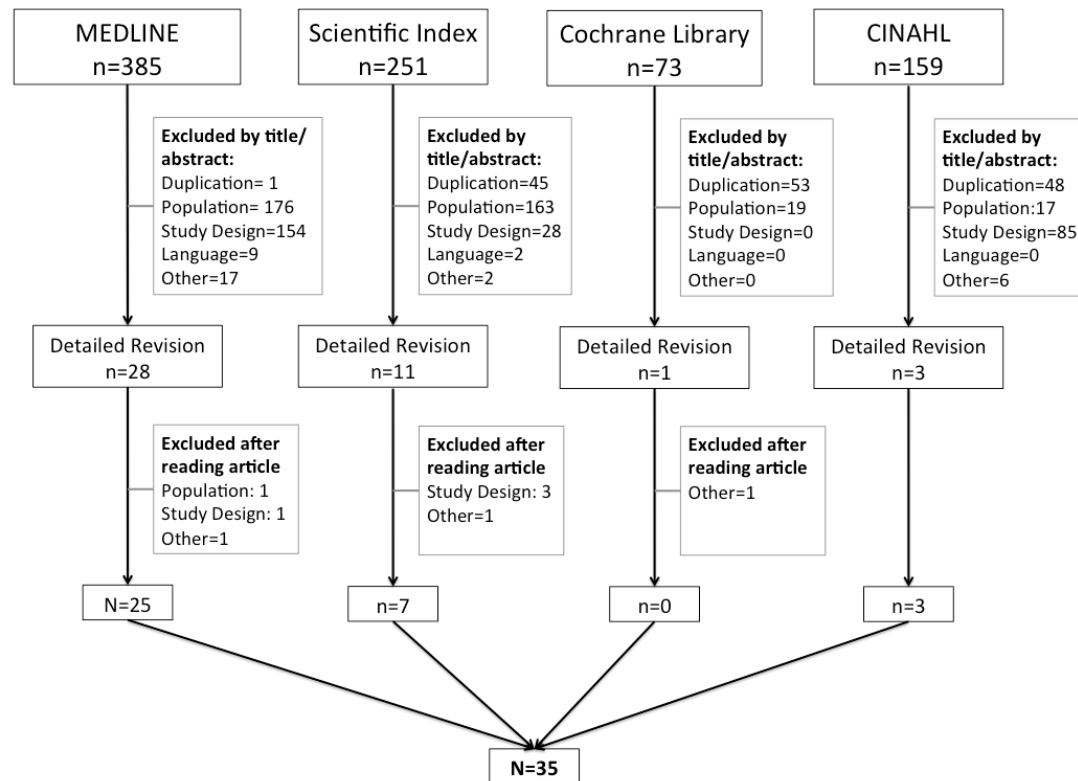 MEDLINE
n=385
Scientific Index
n=251
Cochrane Library
n=73
CINAHL
n=159
Excluded by title/
abstract:
Duplication= 1
Population= 176
Study Design=154
Language=9
Other=17
Excluded by
title/abstract:
Duplication=45
Population=163
Study Design=28
Language=2
Other=2
Excluded by
title/abstract:
Duplication=53
Population=19
Study Design=0
Language=0
Other=0
Excluded by
title/abstract:
Duplication=48
Population:17
Study Design=85
Language=0
Other=6
Detailed Revision
n=28
Detailed Revision
n=11
Detailed Revision
n=1
Detailed Revision
n=3
Excluded after
reading article
Population: 1
Study Design: 1
Other=1
Excluded after
reading article
Study Design: 3
Other=1
Excluded after
reading article
Other=1
N=25
n=7
n=0
n=3
N=35